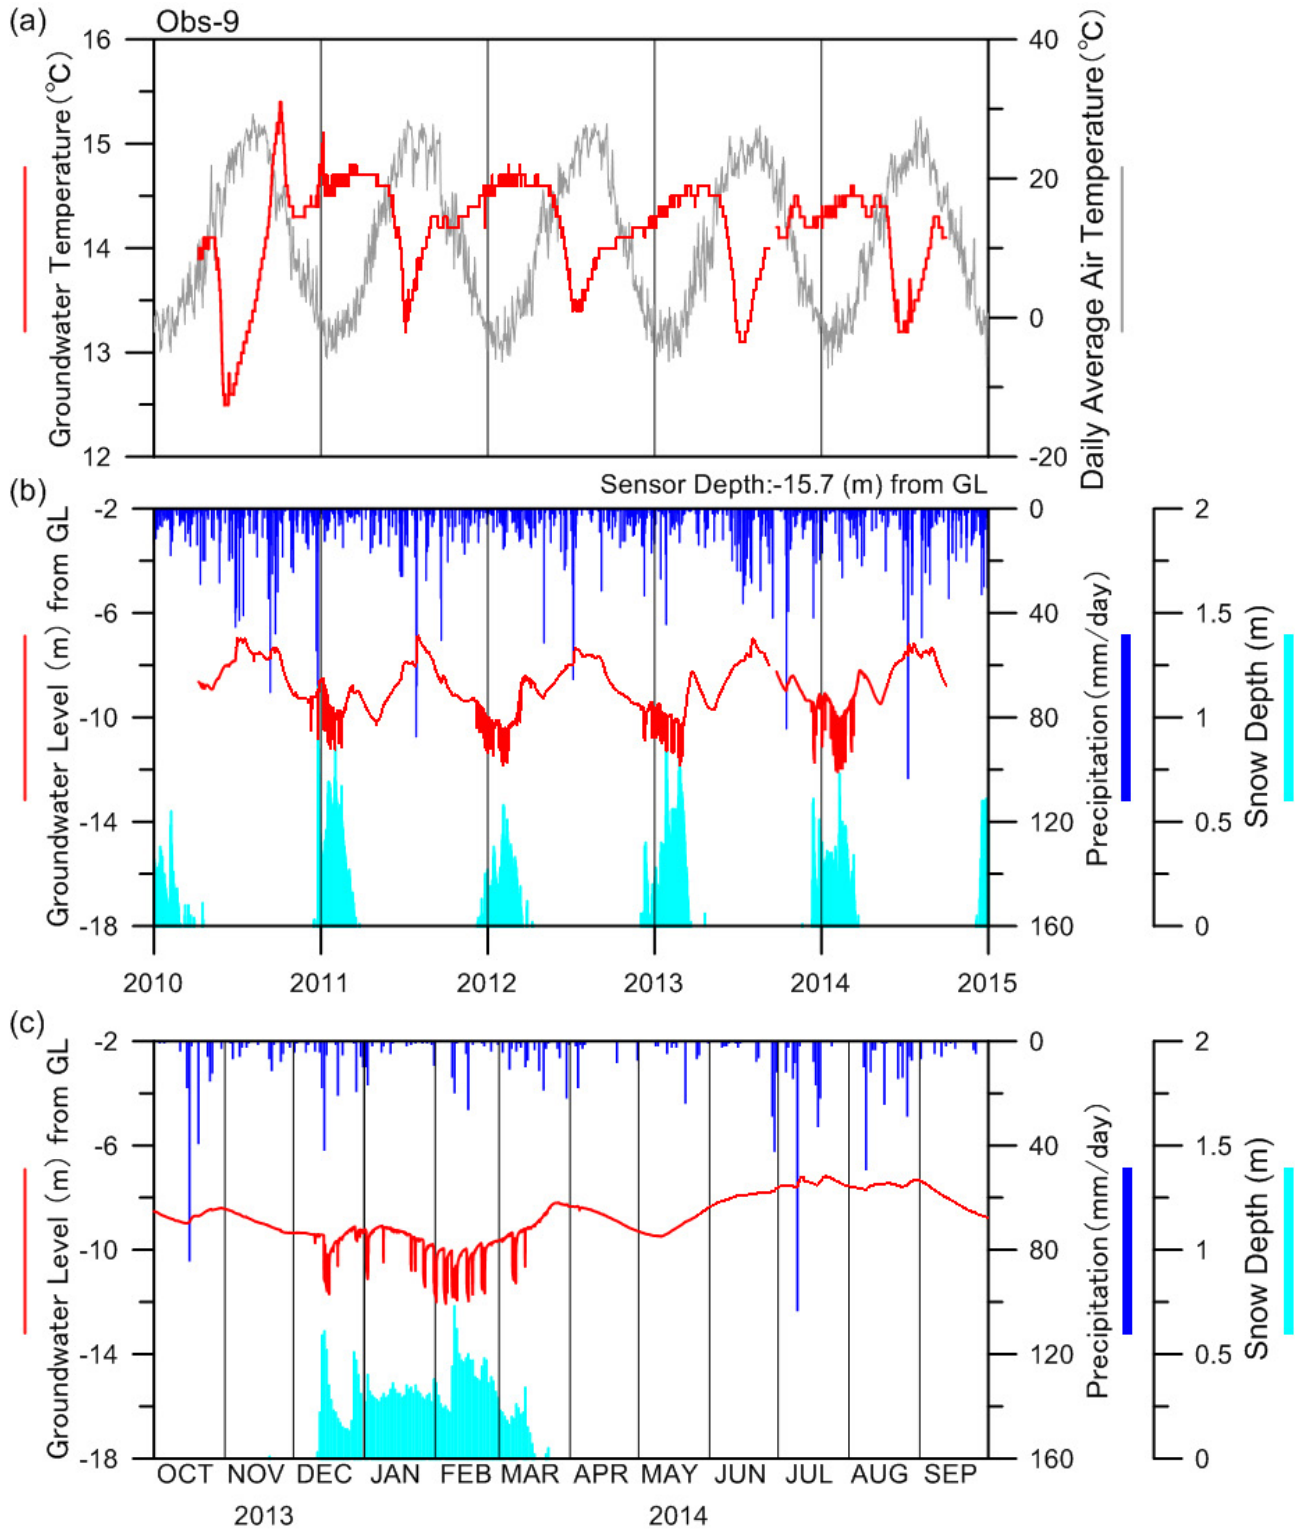 (a)
Obs-9
Groundwater Temperature(℃)
16
15
14
13
12
40
20
0
-20
Daily Average Air Temperature(℃)
(b)
Sensor Depth:-15.7 (m) from GL
Groundwater Level (m) from GL
-2
-6
-10
-14
-18
0
40
80
120
160
Precipitation(mm/day)
2
1.5
1
0.5
0
Snow Depth(m)
2010 2011 2012 2013 2014 2015
(c)
Groundwater Level (m) from GL
-2
-6
-10
-14
-18
0
40
80
120
160
Precipitation(mm/day)
2
1.5
1
0.5
0
Snow Depth(m)
OCT NOV DEC JAN FEB MAR APR MAY JUN JUL AUG SEP
2013 2014